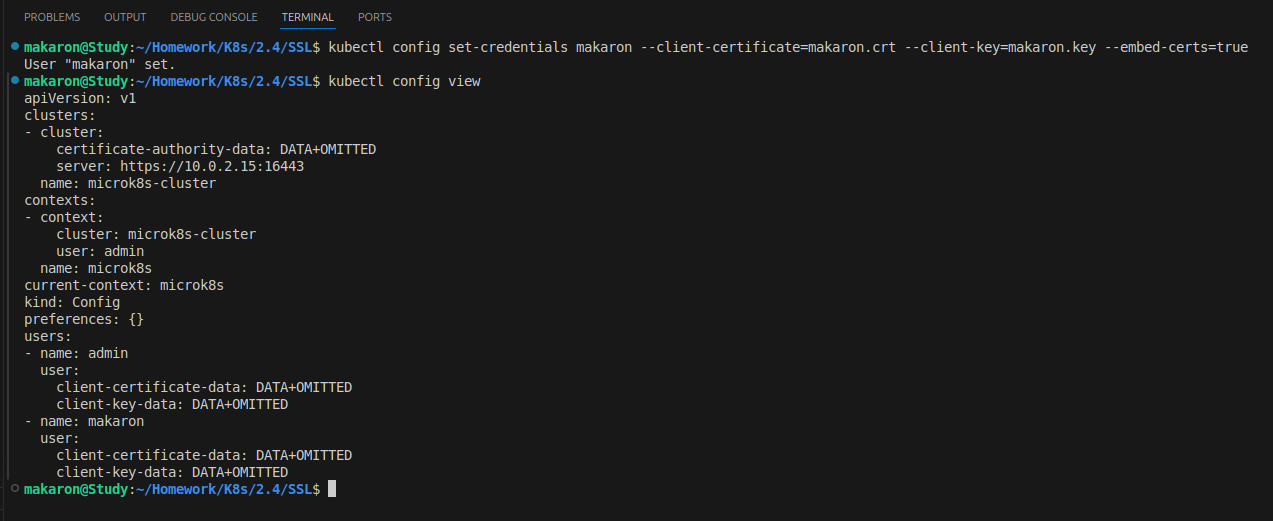 PROBLEMS OUTPUT DEBUG CONSOLE TERMINAL PORTS
makaron@Study:~/Homework/K8s/2.4/SSL$ kubectl config set-credentials makaron --client-certificate=makaron.crt --client-key=makaron.key --embed-certs=true
User "makaron" set.
makaron@Study:~/Homework/K8s/2.4/SSL$ kubectl config view
apiVersion: v1
clusters:
- cluster:
    certificate-authority-data: DATA+OMITTED
    server: https://10.0.2.15:16443
  name: microk8s-cluster
contexts:
- context:
    cluster: microk8s-cluster
    user: admin
  name: microk8s
current-context: microk8s
kind: Config
preferences: {}
users:
- name: admin
  user:
    client-certificate-data: DATA+OMITTED
    client-key-data: DATA+OMITTED
- name: makaron
  user:
    client-certificate-data: DATA+OMITTED
    client-key-data: DATA+OMITTED
makaron@Study:~/Homework/K8s/2.4/SSL$